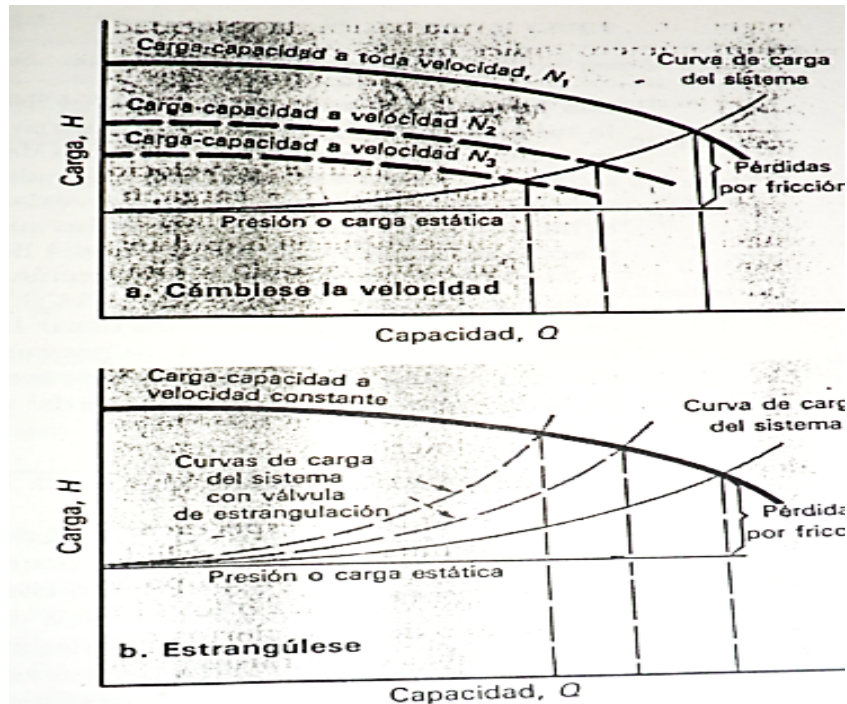 Carga-capacidad a toda velocidad, N₁
Curva de carga
del sistema
Carga-capacidad a velocidad N₂
Carga-capacidad a velocidad N₃
Carga, H
Pérdidas
por fricción
Presión o carga estática
a. Cámbiese la velocidad
Capacidad, Q
Carga-capacidad a
velocidad constante
Curva de carg
del sistema
Curvas de carga
del sistema
con válvula
de estrangulación
Carga, H
Pérdida
por fricc
Presión o carga estática
b. Estrangúlese
Capacidad, Q